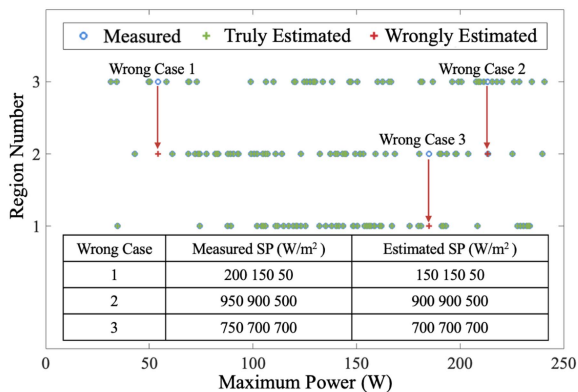 Measured Truly Estimated Wrongly Estimated
Wrong Case 1 Wrong Case 2
Wrong Case 3
Region Number
3
2
1
Wrong Case Measured SP (W/m²) Estimated SP (W/m²)
1 200 150 50 150 150 50
2 950 900 500 900 900 500
3 750 700 700 700 700 700
0 50 100 150 200 250
Maximum Power (W)